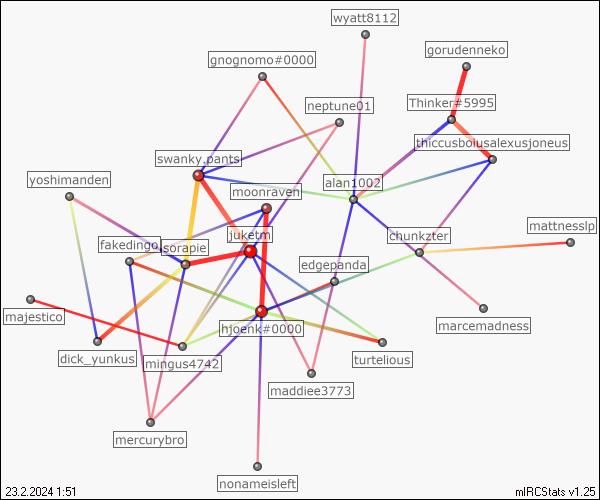 wyatt8112
gorudenneko
gnognomo#0000
neptune01
Thinker#5995
thiccusboiusalexusjoneus
swanky.pants
yoshimanden
moonraven
alan1002
juketm
chunkzter
mattnesslp
fakedingo
scrapie
edgepanda
majestico
hjoenk#0000
marcemadness
dick_yunkus
mingus4742
turtelious
maddiee3773
mercurybro
nonameisleft
23.2.2024 1:51
mIRCStats v1.25